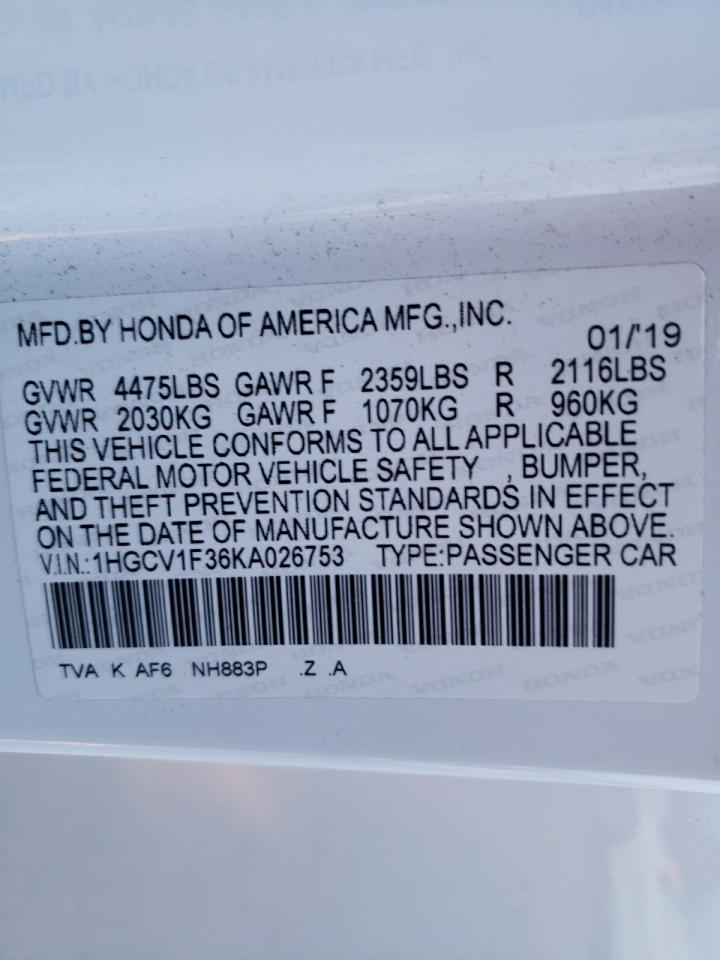 MFD.BY HONDA OF AMERICA MFG.,INC.
01/'19
GVWR 4475LBS GAWR F 2359LBS R 2116LBS
GVWR 2030KG GAWR F 1070KG R 960KG
THIS VEHICLE CONFORMS TO ALL APPLICABLE
FEDERAL MOTOR VEHICLE SAFETY , BUMPER,
AND THEFT PREVENTION STANDARDS IN EFFECT
ON THE DATE OF MANUFACTURE SHOWN ABOVE.
V.I.N.:1HGCV1F36KA026753 TYPE:PASSENGER CAR
TVA K AF6 NH883P .Z .A